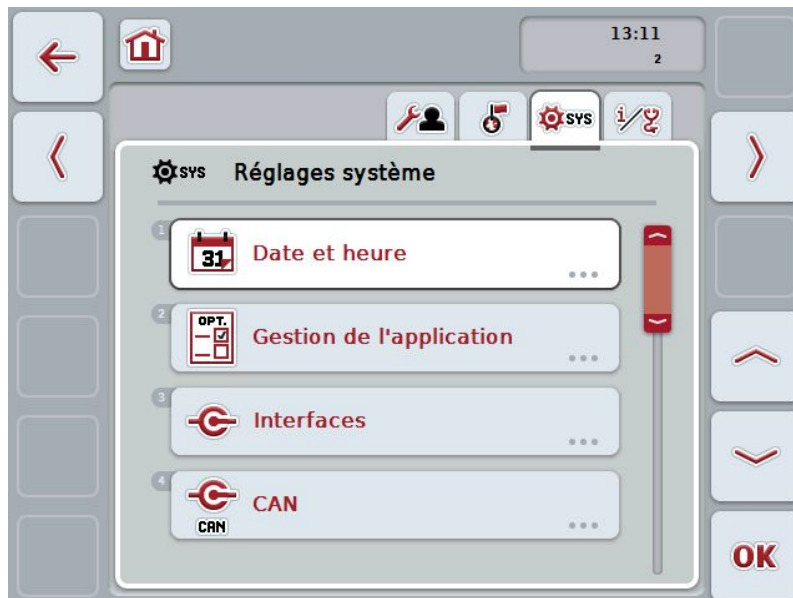 13:11
2
SYS
i/
SYS Réglages système
1
31
Date et heure
2
OPT.
Gestion de l'application
3
Interfaces
4
CAN
CAN
OK